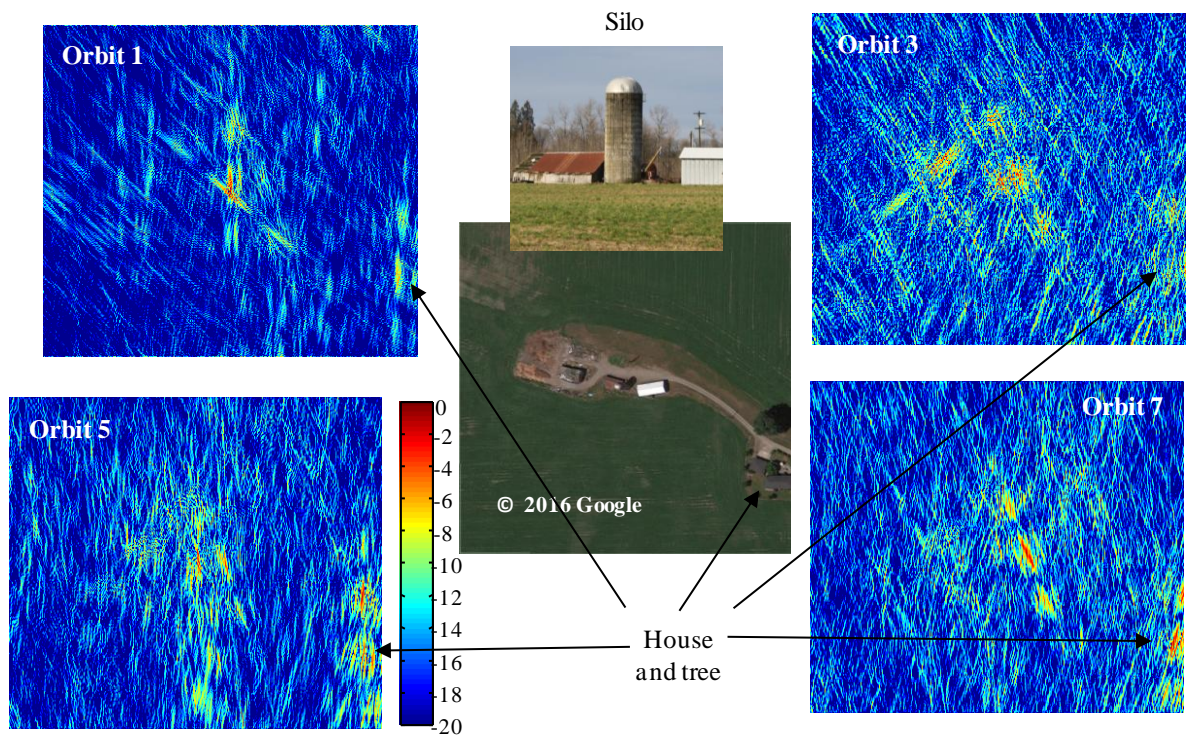 Silo
Orbit 1
Orbit 3
Orbit 5
Orbit 7
0
-2
-4
-6
-8
-10
-12
-14
-16
-18
-20
© 2016 Google
House
and tree